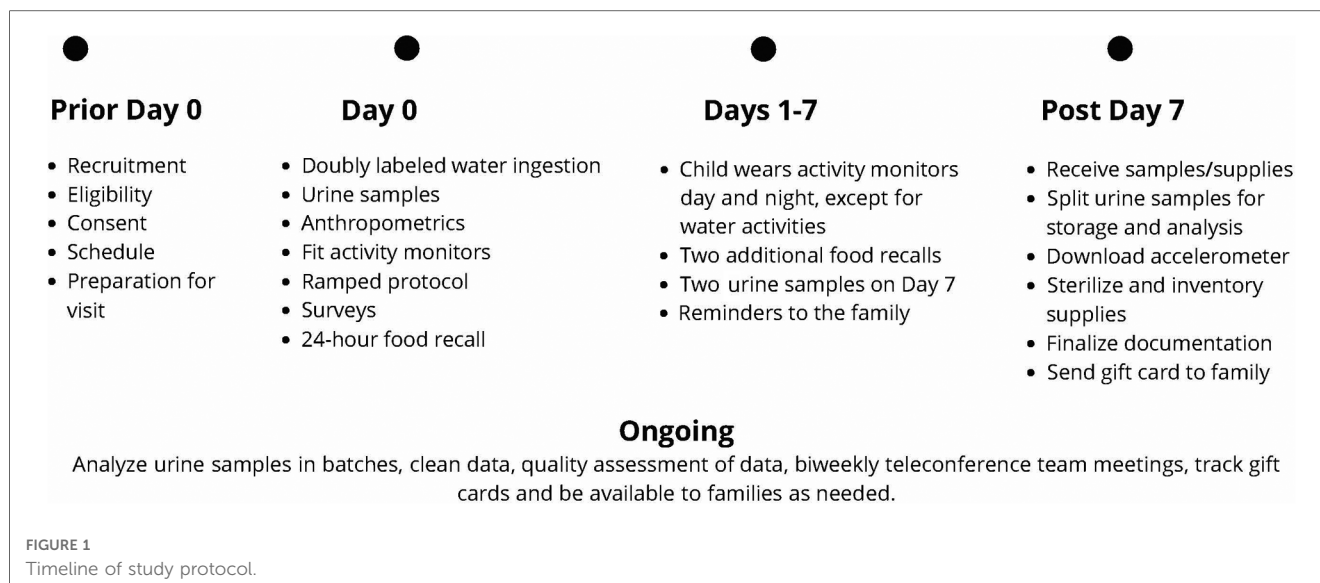 Prior Day 0
• Recruitment
• Eligibility
• Consent
• Schedule
• Preparation for
visit
Day 0
• Doubly labeled water ingestion
• Urine samples
• Anthropometrics
• Fit activity monitors
• Ramped protocol
• Surveys
• 24-hour food recall
Days 1-7
• Child wears activity monitors
day and night, except for
water activities
• Two additional food recalls
• Two urine samples on Day 7
• Reminders to the family
Post Day 7
• Receive samples/supplies
• Split urine samples for
storage and analysis
• Download accelerometer
• Sterilize and inventory
supplies
• Finalize documentation
• Send gift card to family
Ongoing
Analyze urine samples in batches, clean data, quality assessment of data, biweekly teleconference team meetings, track gift
cards and be available to families as needed.
FIGURE 1
Timeline of study protocol.